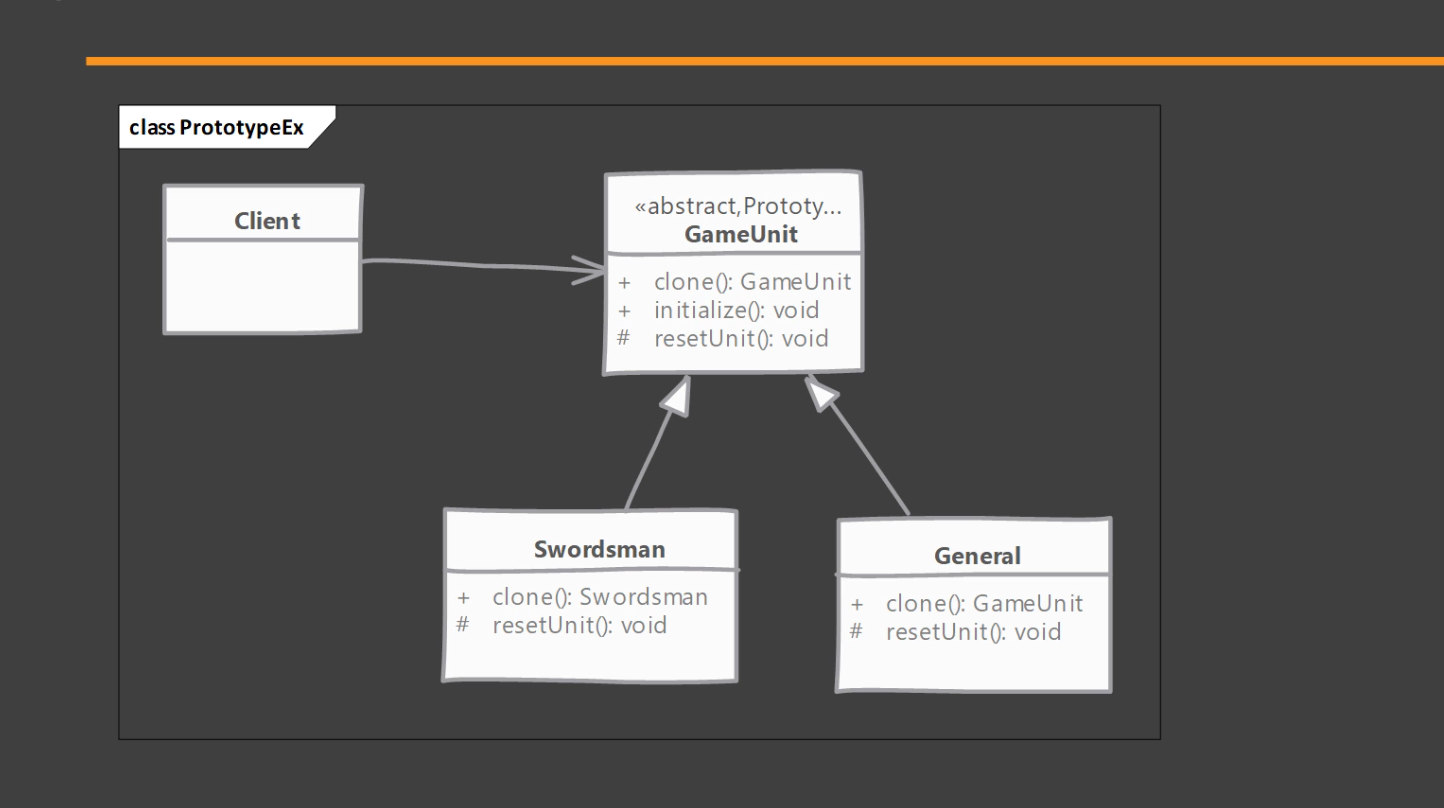 class PrototypeEx
Client
«abstract,Prototy...
GameUnit
+ clone(): GameUnit
+ initialize(): void
# resetUnit(): void
Swordsman
+ clone(): Swordsman
# resetUnit(): void
General
+ clone(): GameUnit
# resetUnit(): void